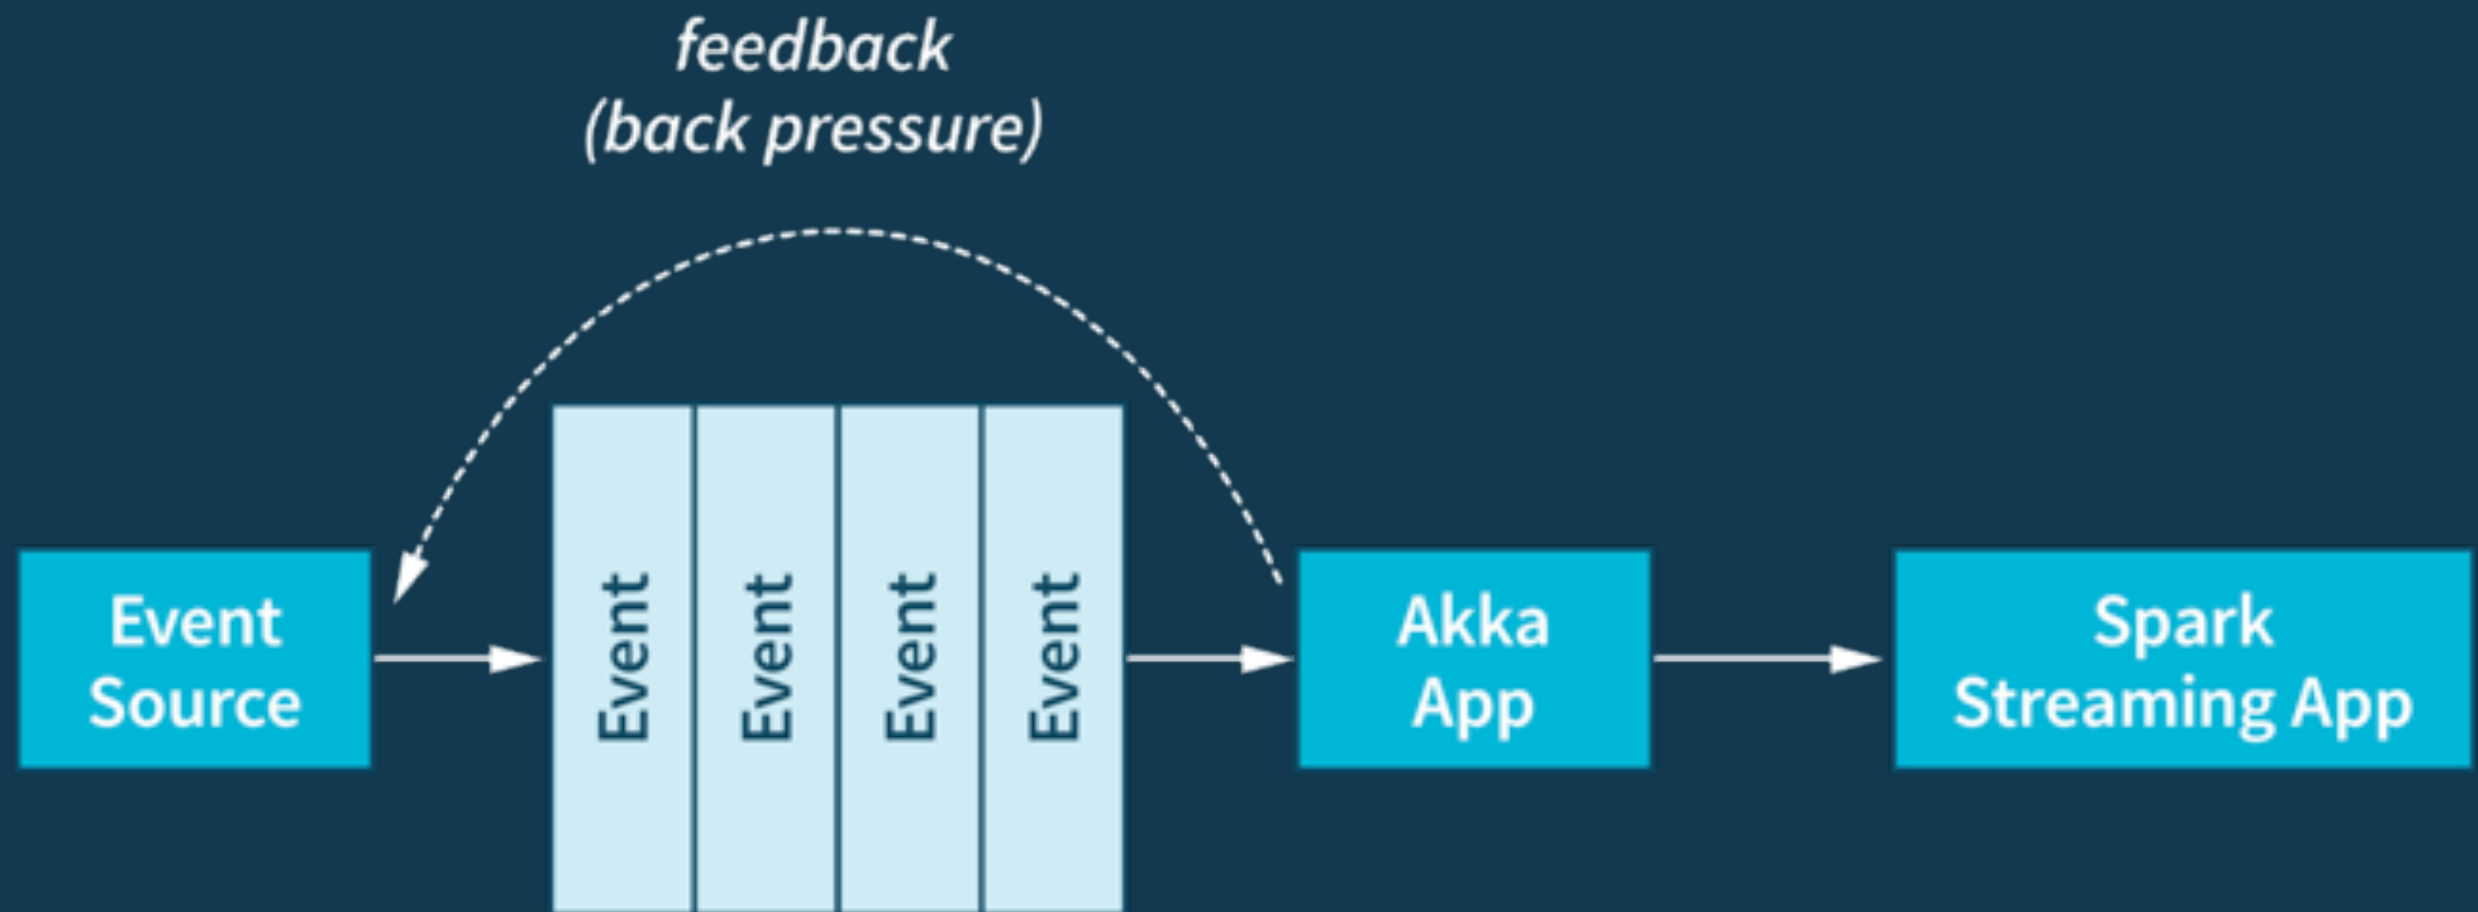 feedback
(back pressure)
Event
Source
Event
Event
Event
Event
Akka
App
Spark
Streaming App